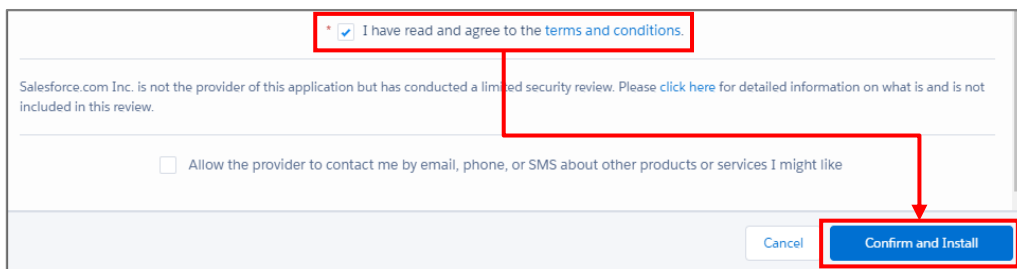 * I have read and agree to the terms and conditions.
Salesforce.com Inc. is not the provider of this application but has conducted a limited security review. Please click here for detailed information on what is and is not
included in this review.
Allow the provider to contact me by email, phone, or SMS about other products or services I might like
Cancel Confirm and Install